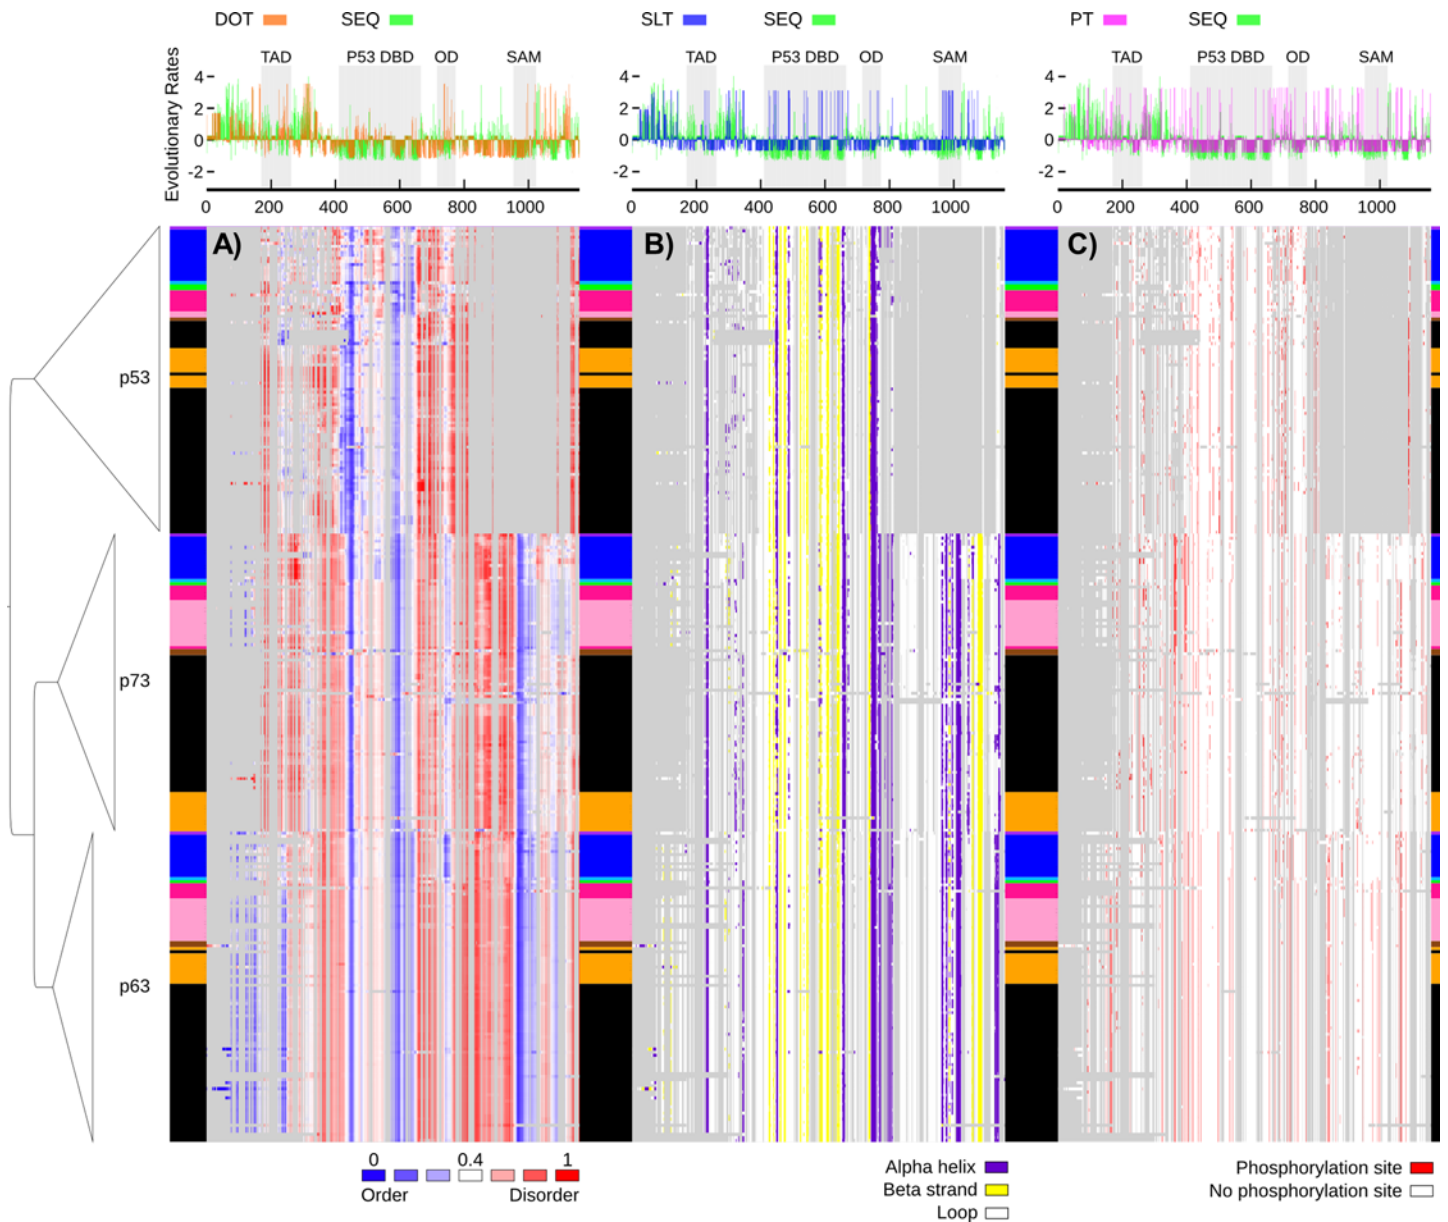 DOT SEQ SLT SEQ PT SEQ
TAD P53 DBD OD SAM TAD P53 DBD OD SAM TAD P53 DBD OD SAM
Evolutionary Rates
4 4 4
2 2 2
0 0 0
-2 -2 -2
0 200 400 600 800 1000 0 200 400 600 800 1000 0 200 400 600 800 1000
A) B) C)
p53
p73
p63
0 0.4 1
Order Disorder
Alpha helix
Beta strand
Loop
Phosphorylation site
No phosphorylation site